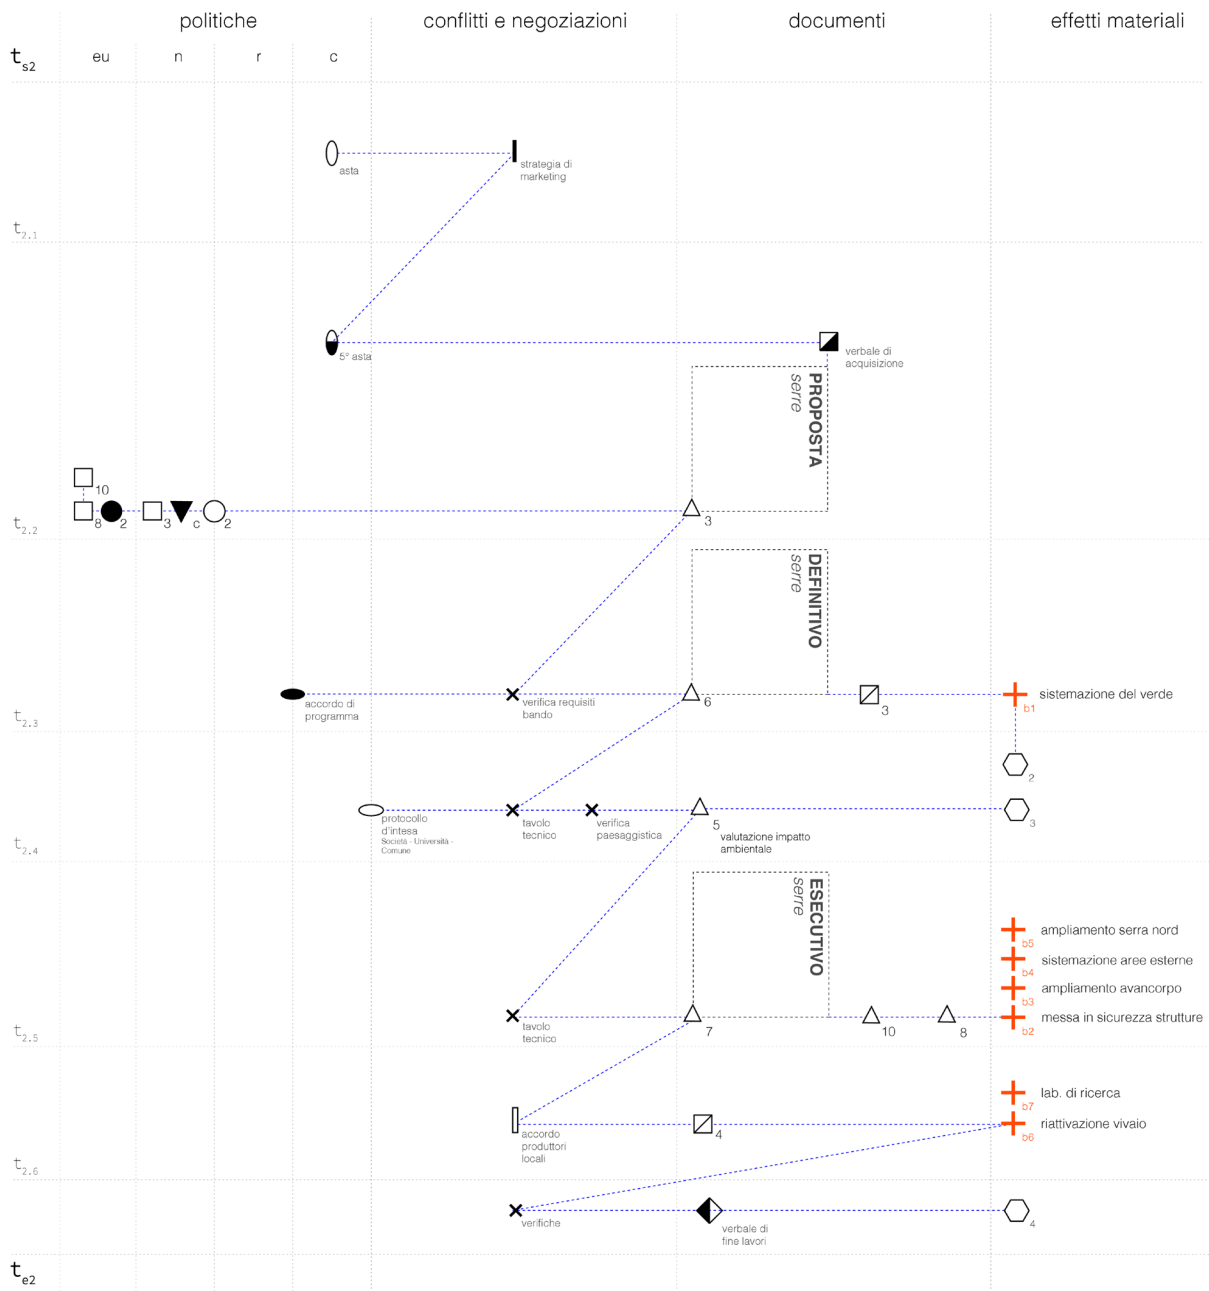 politiche
conflitti e negoziazioni
documenti
effetti materiali
ts2
eu
n
r
c
asta
strategia di
marketing
t2.1
5° asta
verbale di
acquisizione
PROPOSTA
serre
10
8
2
3
c
2
3
t2.2
DEFINITIVO
serre
accordo di
programma
verifica requisiti
bando
6
3
b1
sistemazione del verde
t2.3
2
protocollo
d'intesa
Società - Università -
Comune
tavolo
tecnico
verifica
paesaggistica
5
valutazione impatto
ambientale
3
t2.4
ESECUTIVO
serre
b5
ampliamento serra nord
b4
sistemazione aree esterne
b3
ampliamento avancorpo
tavolo
tecnico
7
10
8
b2
messa in sicurezza strutture
t2.5
b7
lab. di ricerca
accordo
produttori
locali
4
b6
riattivazione vivaio
t2.6
verifiche
verbale di
fine lavori
4
te2